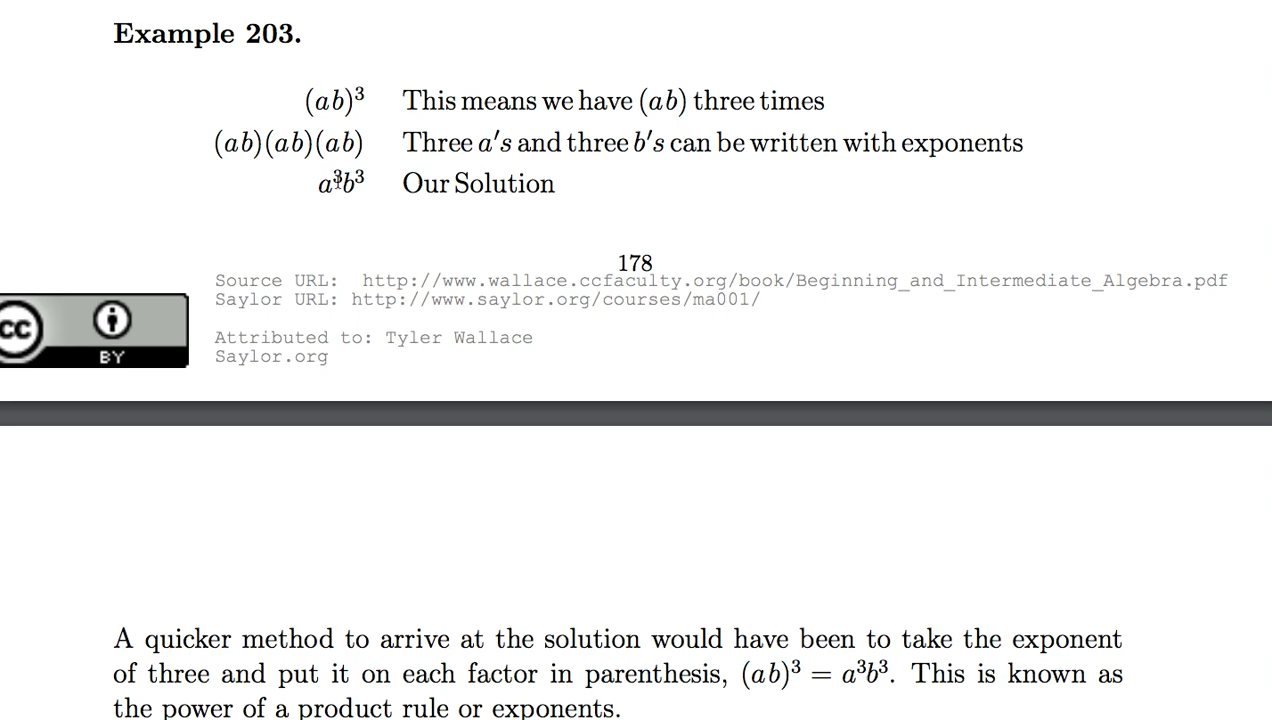 Example 203.
(ab)³ This means we have (ab) three times
(ab)(ab)(ab) Three a′s and three b′s can be written with exponents
a³b³ Our Solution
178
Source URL: http://www.wallace.ccfaculty.org/book/Beginning_and_Intermediate_Algebra.pdf
Saylor URL: http://www.saylor.org/courses/ma001/
Attributed to: Tyler Wallace
Saylor.org
cc
BY
A quicker method to arrive at the solution would have been to take the exponent
of three and put it on each factor in parenthesis, (ab)³ = a³b³. This is known as
the power of a product rule or exponents.